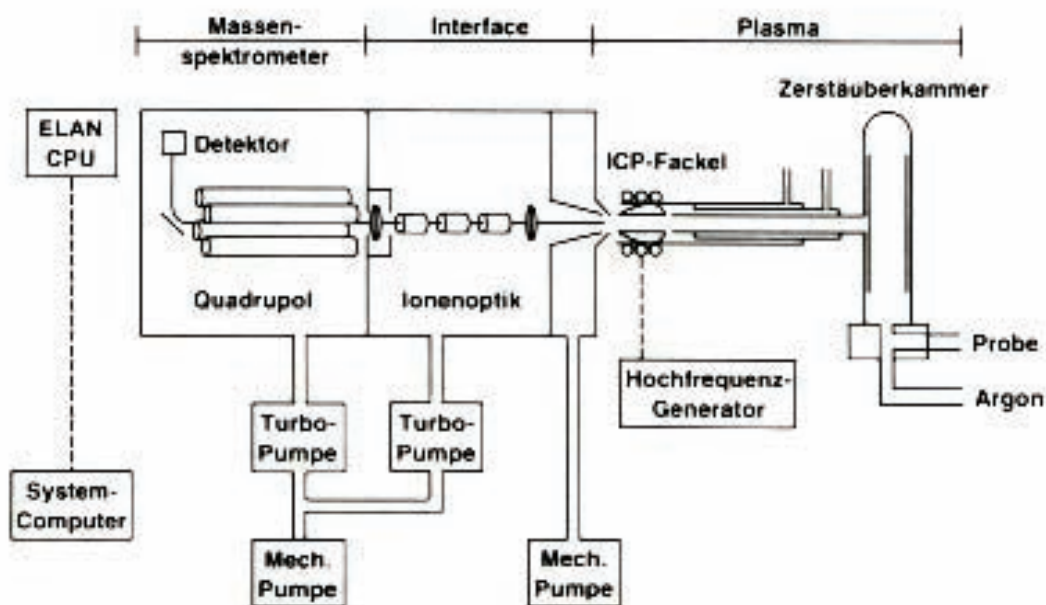 Massen-
spektrometer
Interface
Plasma
Zerstäuberkammer
ELAN
CPU
Detektor
ICP-Fackel
Quadrupol
Ionenoptik
Probe
Argon
Hochfrequenz-
Generator
Turbo-
Pumpe
Turbo-
Pumpe
System-
Computer
Mech.
Pumpe
Mech.
Pumpe